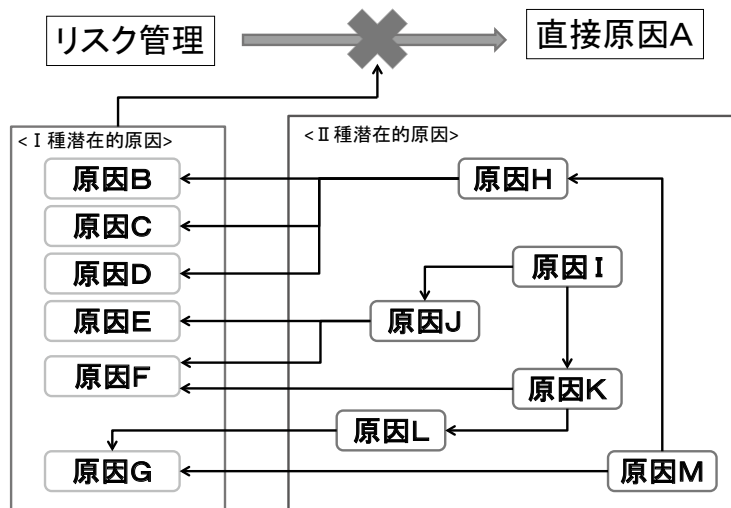 リスク管理
直接原因A
<Ⅰ種潜在的原因>
<Ⅱ種潜在的原因>
原因B
原因H
原因C
原因D
原因I
原因E
原因J
原因F
原因K
原因L
原因G
原因M